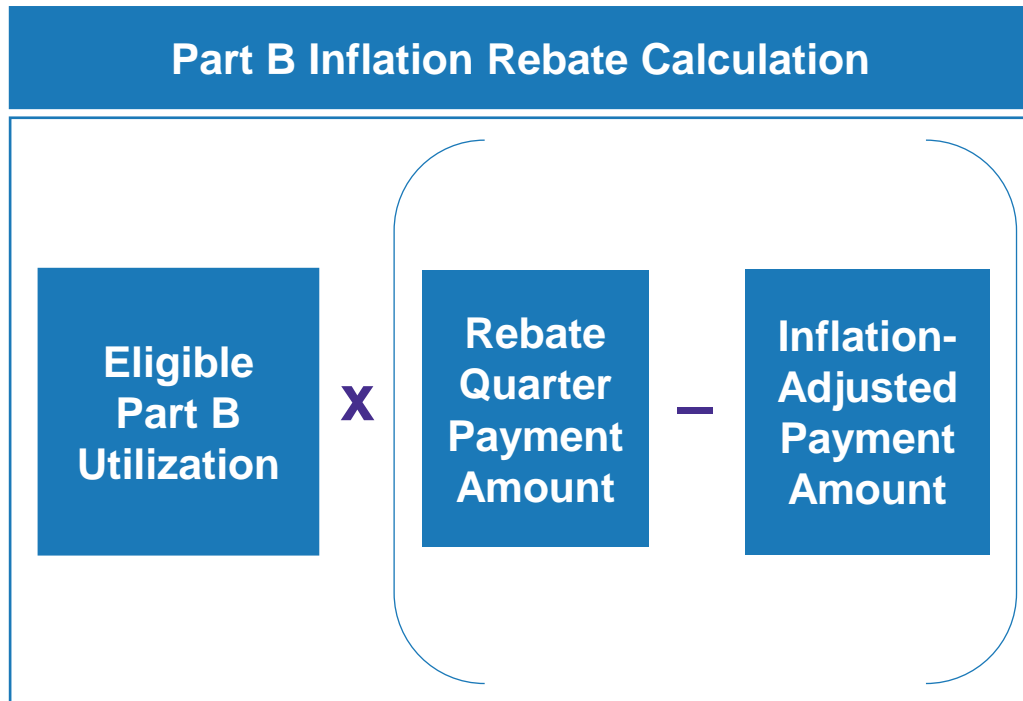 Part B Inflation Rebate Calculation
Eligible
Part B
Utilization
x
Rebate
Quarter
Payment
Amount
–
Inflation-
Adjusted
Payment
Amount